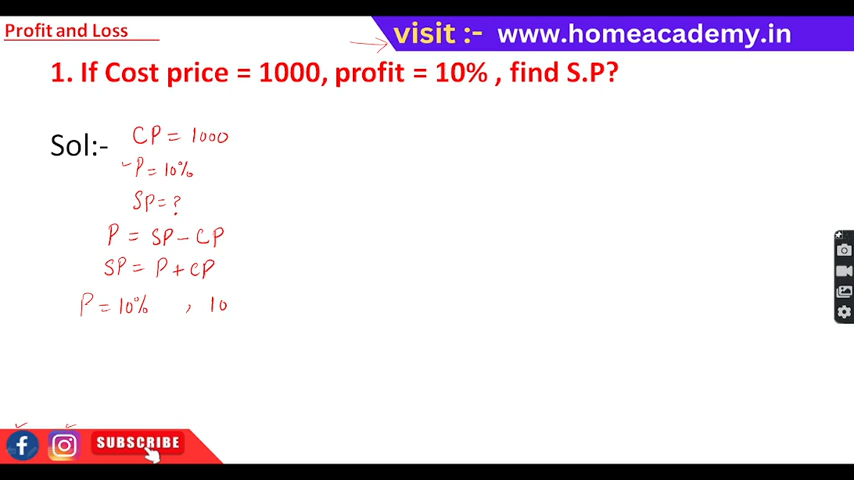 Profit and Loss
visit :- www.homeacademy.in
1. If Cost price = 1000, profit = 10% , find S.P?
Sol:-
CP = 1000
P = 10%
SP = ?
P = SP - CP
SP = P + CP
P = 10% , 10
SUBSCRIBE